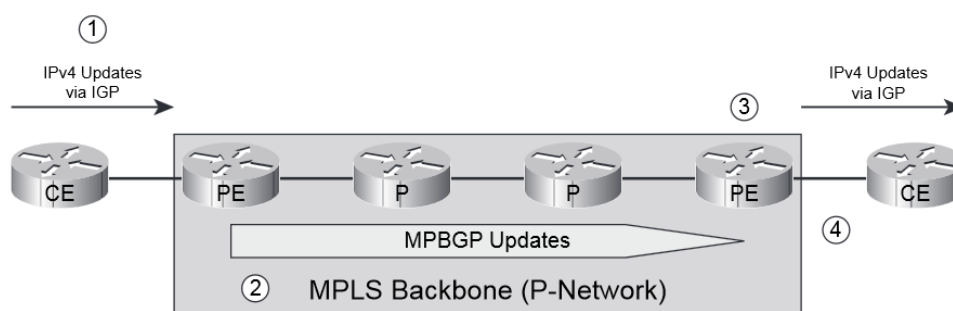 1
IPv4 Updates
via IGP
IPv4 Updates
via IGP
3
CE
PE
P
P
PE
CE
MPBGP Updates
4
2
MPLS Backbone (P-Network)